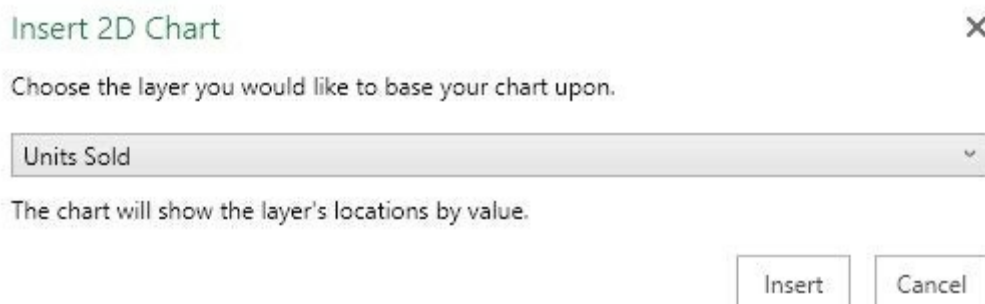 Insert 2D Chart
Choose the layer you would like to base your chart upon.
Units Sold
The chart will show the layer's locations by value.
Insert Cancel